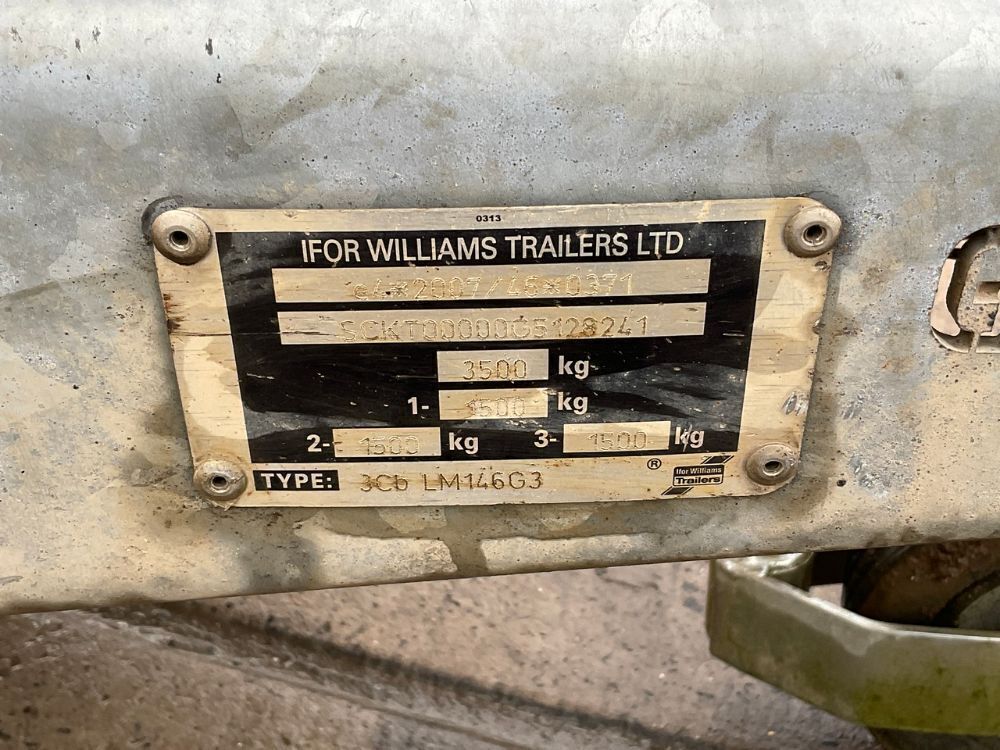 0313
IFOR WILLIAMS TRAILERS LTD
e4*2007/46*0371
SCKT00000G5128241
3500 kg
1- 1500 kg
2- 1500 kg 3- 1500 kg
TYPE: 3Cb LM146G3 ®
Ifor Williams
Trailers